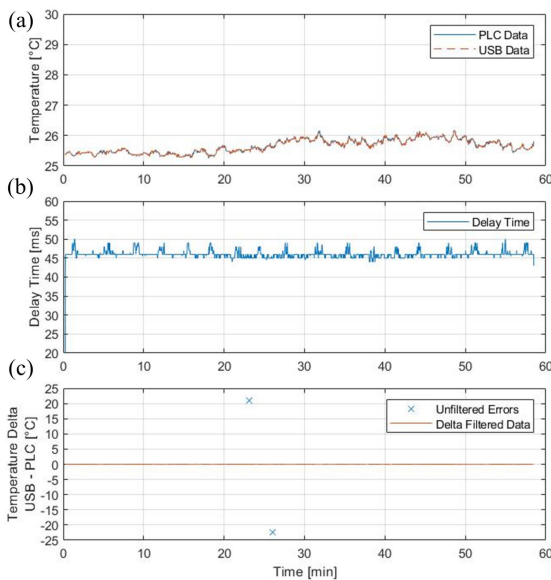 (a)
30
29
28
27
26
25
Temperature [°C]
PLC Data
USB Data
0 10 20 30 40 50 60
(b)
60
55
50
45
40
35
30
25
20
Delay Time [ms]
Delay Time
0 10 20 30 40 50 60
(c)
25
20
15
10
5
0
-5
-10
-15
-20
-25
Temperature Delta
USB - PLC [°C]
Unfiltered Errors
Delta Filtered Data
0 10 20 30 40 50 60
Time [min]